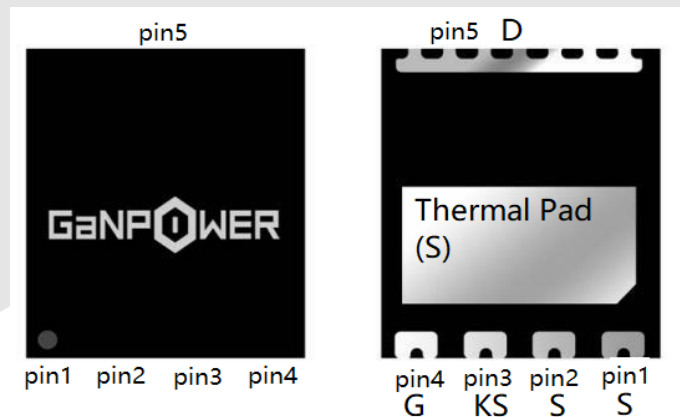 pin5
GaNPOWER
pin1 pin2 pin3 pin4
pin5 D
Thermal Pad
(S)
pin4 pin3 pin2 pin1
G KS S S